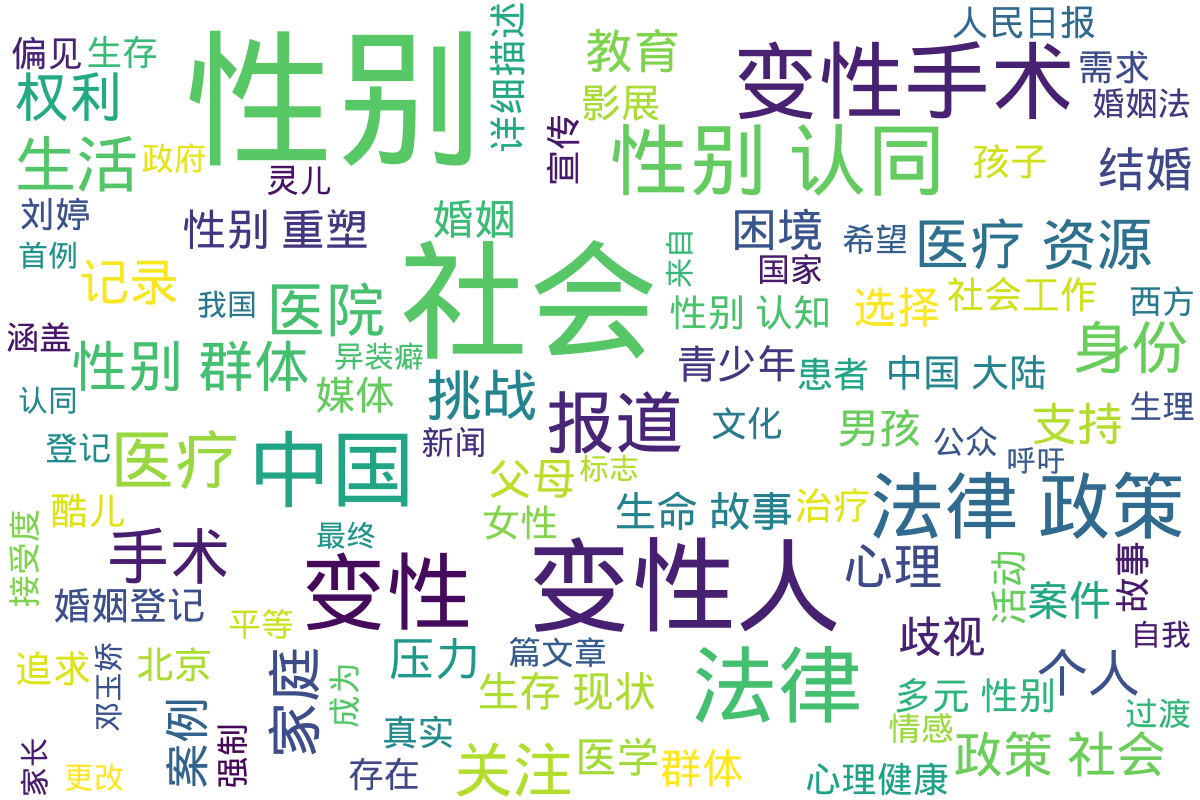 偏见
生存
性别
详细描述
教育
变性手术
人民日报
需求
权利
影展
婚姻法
生活
政府
宣传
性别 认同
孩子
结婚
灵儿
刘婷
性别 重塑
婚姻
困境
希望
医疗 资源
首例
记录
社会
来自
国家
我国
医院
性别 认知
选择
社会工作
西方
涵盖
性别 群体
异装癖
青少年
患者
中国 大陆
身份
认同
媒体
挑战
报道
文化
男孩
公众
支持
生理
登记
医疗
中国
新闻
父母
标志
呼吁
酷儿
女性
生命 故事
治疗
法律 政策
接受度
手术
最终
变性
变性人
心理
活动
案件
故事
婚姻登记
平等
歧视
自我
追求
邓玉娇
北京
家庭
成为
压力
篇文章
生存 现状
法律
个人
多元 性别
过渡
案例
强制
真实
情感
家长
更改
存在
关注
医学
群体
心理健康
政策 社会